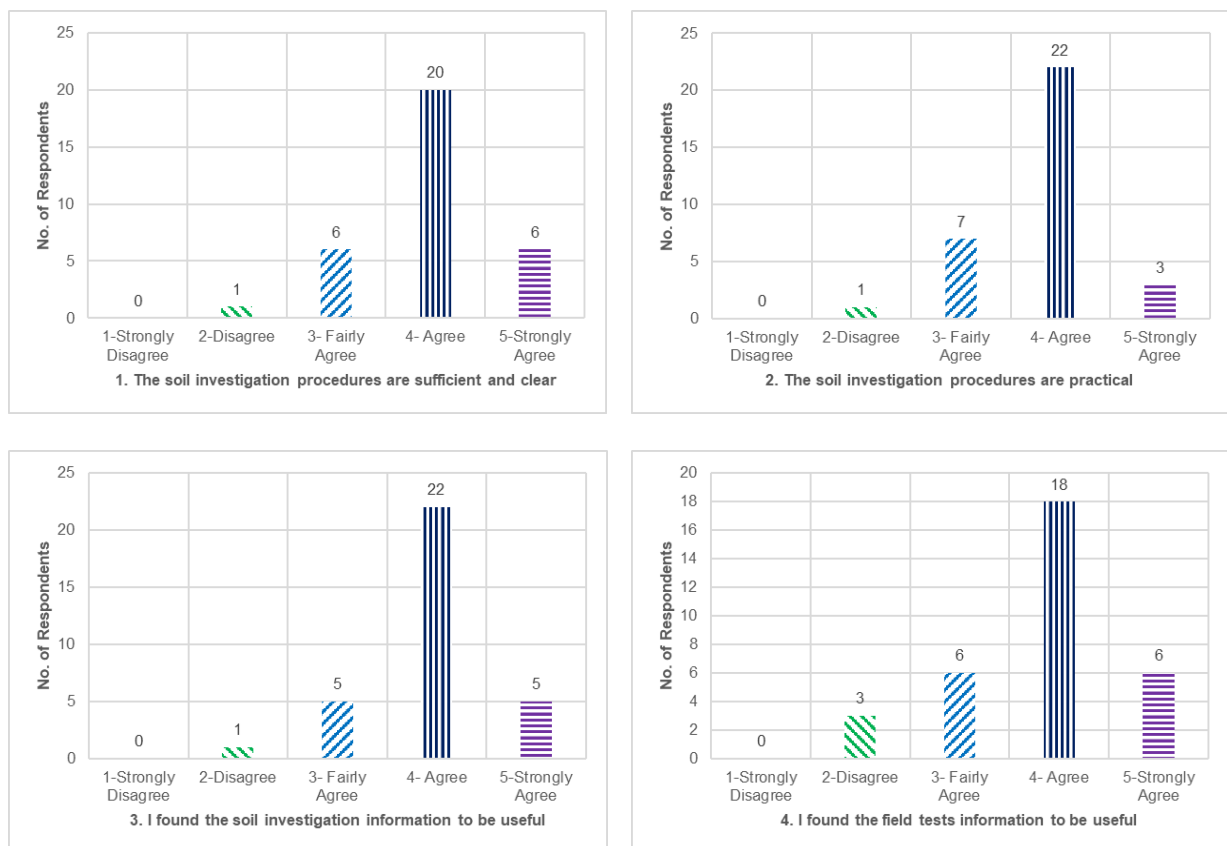 25
20
15
10
5
0
No. of Respondents
0
1
6
20
6
1-Strongly
Disagree
2-Disagree
3- Fairly
Agree
4- Agree
5-Strongly
Agree
1. The soil investigation procedures are sufficient and clear
25
20
15
10
5
0
No. of Respondents
0
1
7
22
3
1-Strongly
Disagree
2-Disagree
3- Fairly
Agree
4- Agree
5-Strongly
Agree
2. The soil investigation procedures are practical
25
20
15
10
5
0
No. of Respondents
0
1
5
22
5
1-Strongly
Disagree
2-Disagree
3- Fairly
Agree
4- Agree
5-Strongly
Agree
3. I found the soil investigation information to be useful
20
18
16
14
12
10
8
6
4
2
0
No. of Respondents
0
3
6
18
6
1-Strongly
Disagree
2-Disagree
3- Fairly
Agree
4- Agree
5-Strongly
Agree
4. I found the field tests information to be useful